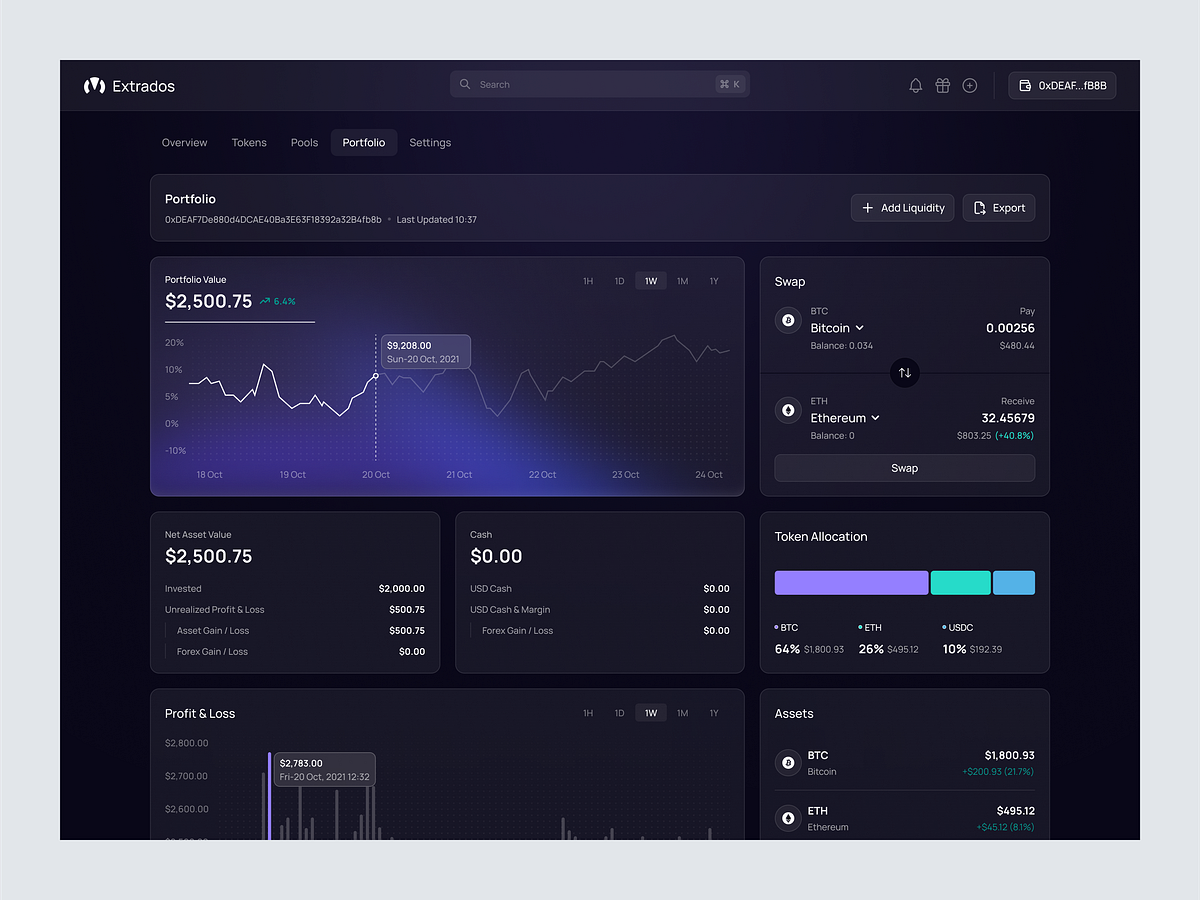 Extrados
Search
⌘ K
0xDEAF...fB8B
Overview Tokens Pools Portfolio Settings
Portfolio
0xDEAF7De880d4DCAE40Ba3E63F18392a32B4fb8b • Last Updated 10:37
Add Liquidity
Export
Portfolio Value
$2,500.75 6.4%
1H 1D 1W 1M 1Y
20%
10%
5%
0%
-10%
$9,208.00
Sun-20 Oct, 2021
18 Oct 19 Oct 20 Oct 21 Oct 22 Oct 23 Oct 24 Oct
Swap
BTC Pay
Bitcoin 0.00256
Balance: 0.034 $480.44
ETH Receive
Ethereum 32.45679
Balance: 0 $803.25 (+40.8%)
Swap
Net Asset Value
$2,500.75
Invested $2,000.00
Unrealized Profit & Loss $500.75
Asset Gain / Loss $500.75
Forex Gain / Loss $0.00
Cash
$0.00
USD Cash $0.00
USD Cash & Margin $0.00
Forex Gain / Loss $0.00
Token Allocation
BTC ETH USDC
64% $1,800.93 26% $495.12 10% $192.39
Profit & Loss
1H 1D 1W 1M 1Y
$2,800.00
$2,700.00
$2,600.00
$2,783.00
Fri-20 Oct, 2021 12:32
Assets
BTC $1,800.93
Bitcoin +$200.93 (21.7%)
ETH $495.12
Ethereum +$45.12 (8.1%)